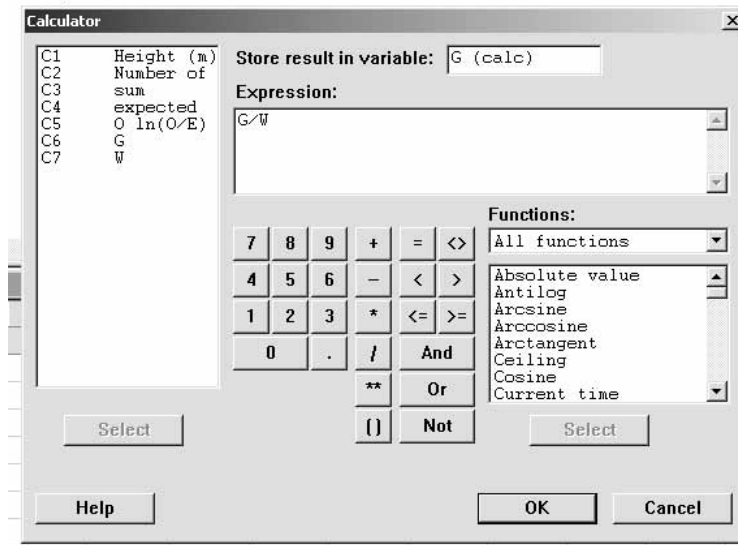 Calculator
C1 Height (m)
C2 Number of
C3 sum
C4 expected
C5 O ln(O/E)
C6 G
C7 W
Select
Store result in variable: G (calc)
Expression:
G/W
7 8 9 + = <>
4 5 6 − < >
1 2 3 * <= >=
0 . / And
** Or
() Not
Functions:
All functions
Absolute value
Antilog
Arcsine
Arccosine
Arctangent
Ceiling
Cosine
Current time
Select
Help
OK
Cancel